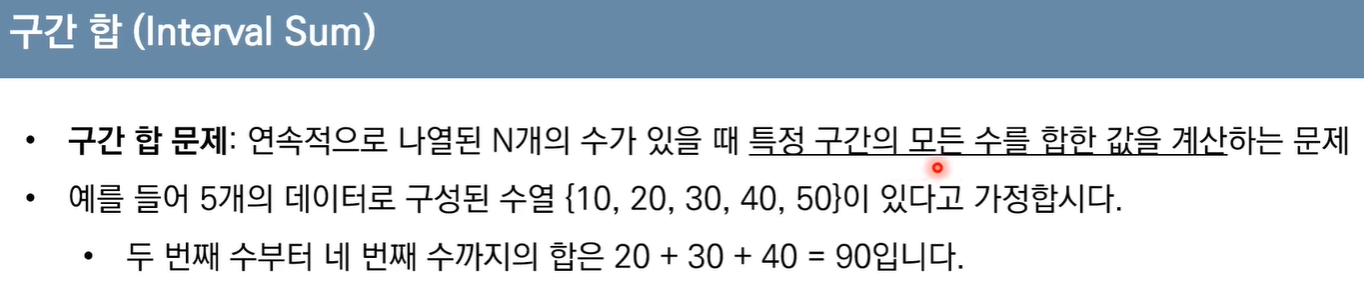 구간 합 (Interval Sum)
• 구간 합 문제: 연속적으로 나열된 N개의 수가 있을 때 특정 구간의 모든 수를 합한 값을 계산하는 문제
• 예를 들어 5개의 데이터로 구성된 수열 {10, 20, 30, 40, 50}이 있다고 가정합시다.
• 두 번째 수부터 네 번째 수까지의 합은 20 + 30 + 40 = 90입니다.